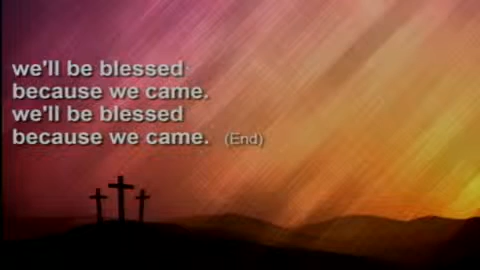 we'll be blessed
because we came.
we'll be blessed
because we came. (End)